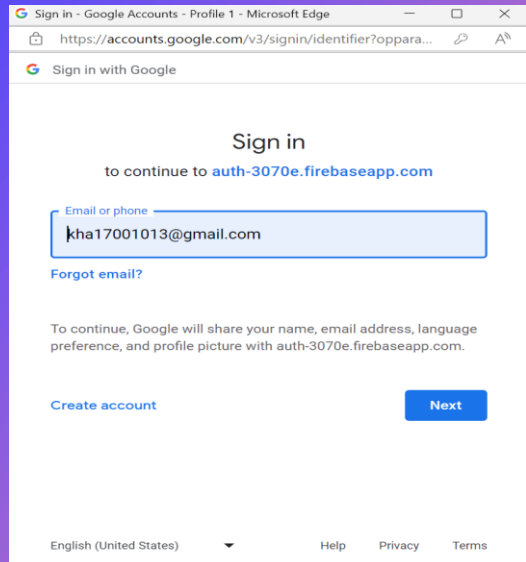 Sign in - Google Accounts - Profile 1 - Microsoft Edge
https://accounts.google.com/v3/signin/identifier?oppara...
Sign in with Google
Sign in
to continue to auth-3070e.firebaseapp.com
Email or phone
kha17001013@gmail.com
Forgot email?
To continue, Google will share your name, email address, language
preference, and profile picture with auth-3070e.firebaseapp.com.
Create account
Next
English (United States)
Help
Privacy
Terms